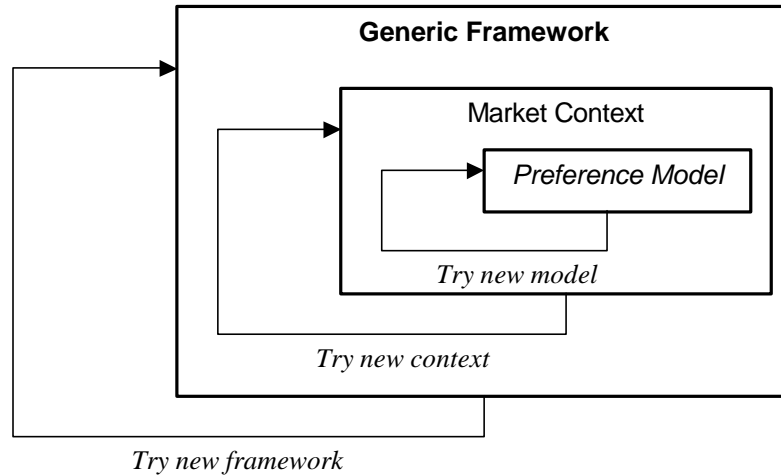 Generic Framework
Market Context
Preference Model
Try new model
Try new context
Try new framework